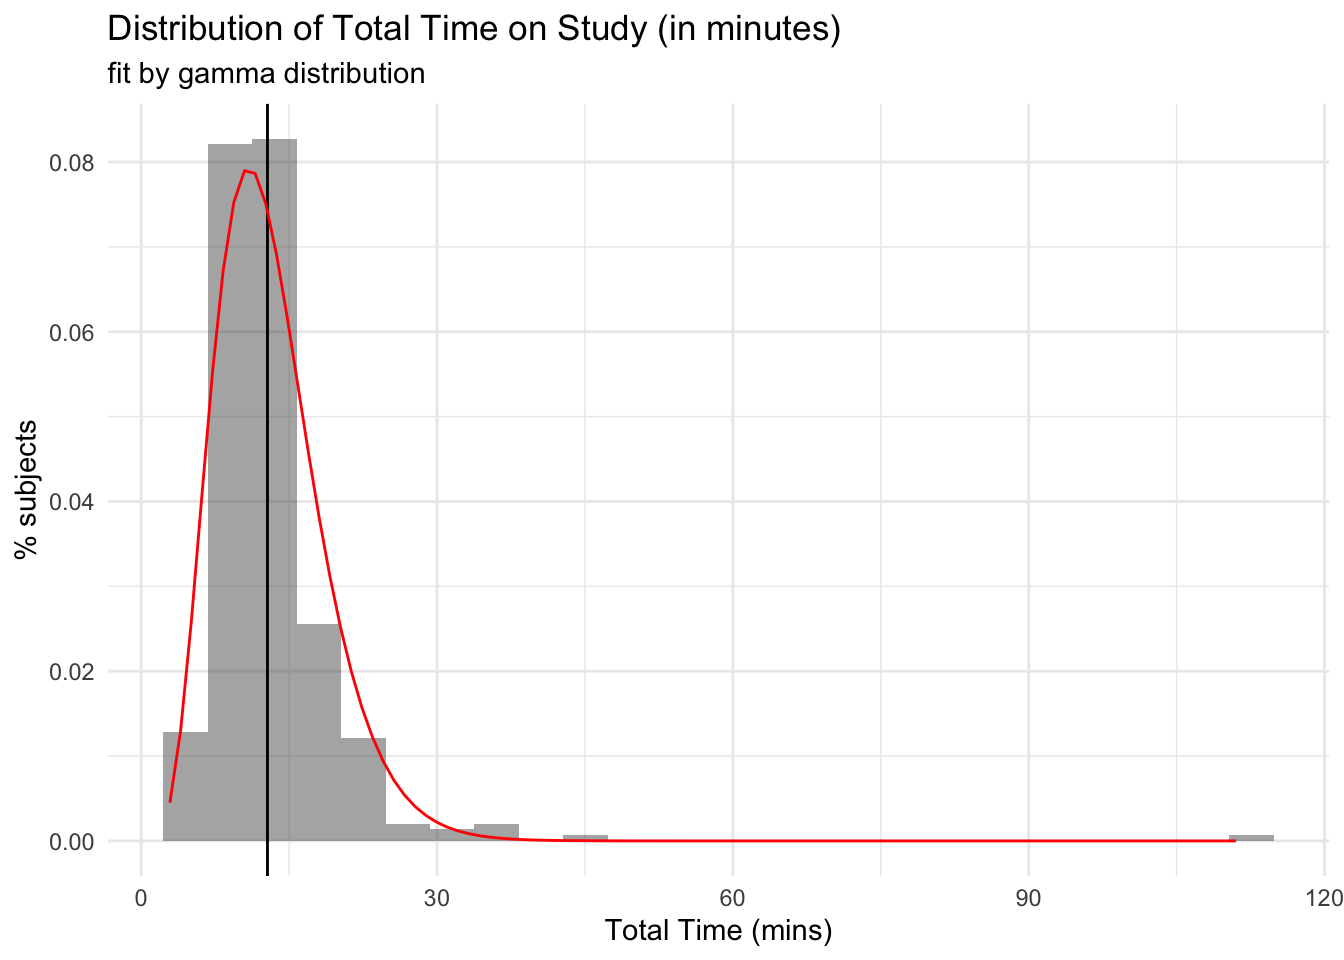 Distribution of Total Time on Study (in minutes)
fit by gamma distribution
0.08
0.06
0.04
0.02
0.00
% subjects
0 30 60 90 120
Total Time (mins)